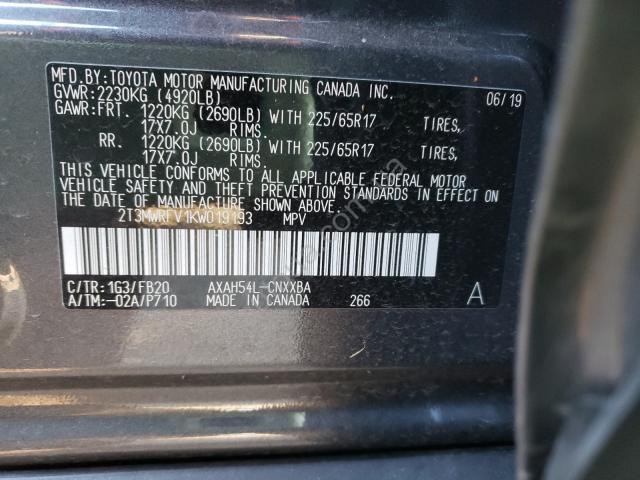 MFD. BY: TOYOTA MOTOR MANUFACTURING CANADA INC.
GVWR: 2230KG (4920LB) 06/19
GAWR: FRT. 1220KG (2690LB) WITH 225/65R17 TIRES,
17X7.0J RIMS.
RR. 1220KG (2690LB) WITH 225/65R17 TIRES,
17X7.0J RIMS.
THIS VEHICLE CONFORMS TO ALL APPLICABLE FEDERAL MOTOR
VEHICLE SAFETY AND THEFT PREVENTION STANDARDS IN EFFECT ON
THE DATE OF MANUFACTURE SHOWN ABOVE.
2T3MWRFV1KW019193 MPV
C/TR: 1G3/FB20 AXAH54L-CNXXBA
A/TM: -02A/P710 MADE IN CANADA 266 A